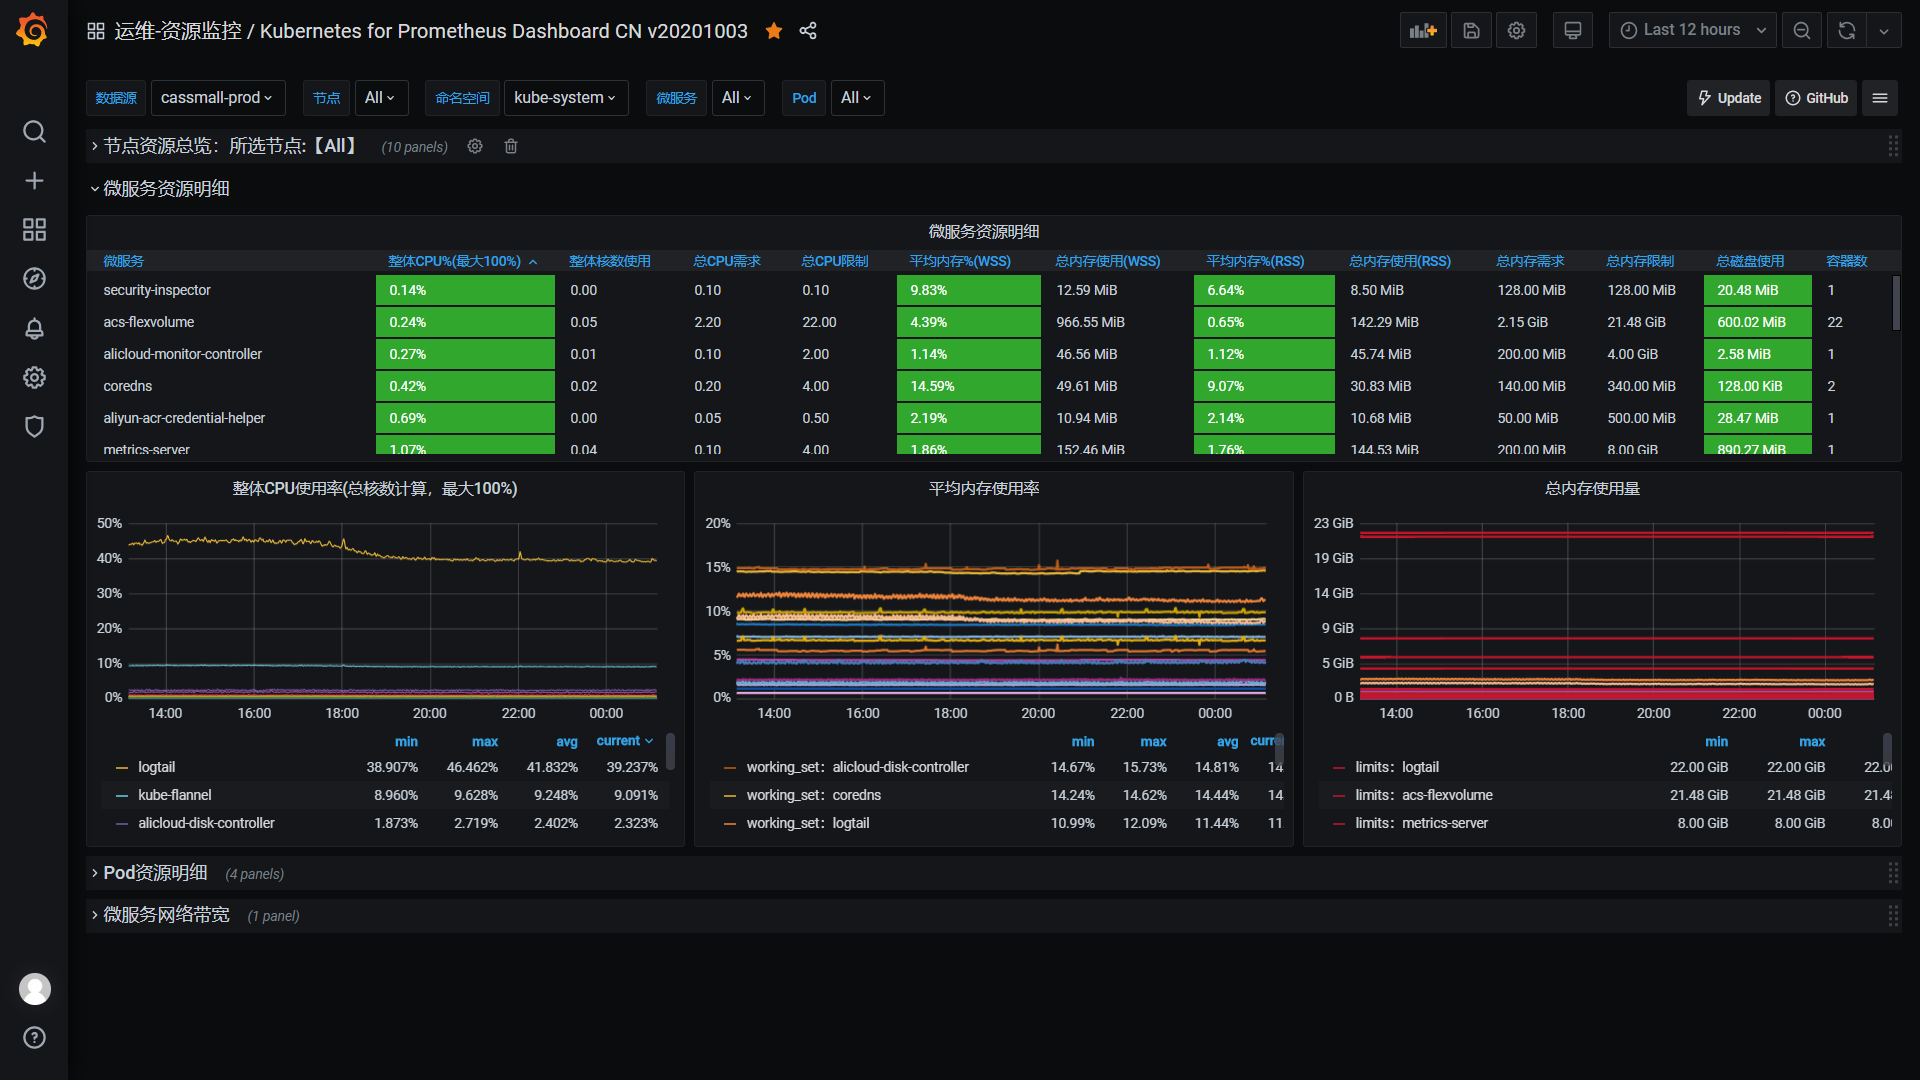 运维-资源监控 / Kubernetes for Prometheus Dashboard CN v20201003
Last 12 hours
数据源 cassmall-prod 节点 All 命名空间 kube-system 微服务 All Pod All
Update GitHub
节点资源总览：所选节点:【All】 (10 panels)
微服务资源明细
微服务资源明细
微服务 整体CPU%(最大100%) 整体核数使用 总CPU需求 总CPU限制 平均内存%(WSS) 总内存使用(WSS) 平均内存%(RSS) 总内存使用(RSS) 总内存需求 总内存限制 总磁盘使用 容器数
security-inspector 0.14% 0.00 0.10 0.10 9.83% 12.59 MiB 6.64% 8.50 MiB 128.00 MiB 128.00 MiB 20.48 MiB 1
acs-flexvolume 0.24% 0.05 2.20 22.00 4.39% 966.55 MiB 0.65% 142.29 MiB 2.15 GiB 21.48 GiB 600.02 MiB 22
alicloud-monitor-controller 0.27% 0.01 0.10 2.00 1.14% 46.56 MiB 1.12% 45.74 MiB 200.00 MiB 4.00 GiB 2.58 MiB 1
coredns 0.42% 0.02 0.20 4.00 14.59% 49.61 MiB 9.07% 30.83 MiB 140.00 MiB 340.00 MiB 128.00 KiB 2
aliyun-acr-credential-helper 0.69% 0.00 0.05 0.50 2.19% 10.94 MiB 2.14% 10.68 MiB 50.00 MiB 500.00 MiB 28.47 MiB 1
metrics-server 1.07% 0.04 0.10 4.00 1.86% 152.46 MiB 1.76% 144.53 MiB 200.00 MiB 8.00 GiB 890.27 MiB 1
整体CPU使用率(总核数计算，最大100%)
50%
40%
30%
20%
10%
0%
14:00 16:00 18:00 20:00 22:00 00:00
min max avg current
logtail 38.907% 46.462% 41.832% 39.237%
kube-flannel 8.960% 9.628% 9.248% 9.091%
alicloud-disk-controller 1.873% 2.719% 2.402% 2.323%
平均内存使用率
20%
15%
10%
5%
0%
14:00 16:00 18:00 20:00 22:00 00:00
min max avg curre
working_set：alicloud-disk-controller 14.67% 15.73% 14.81% 14.
working_set：coredns 14.24% 14.62% 14.44% 14.
working_set：logtail 10.99% 12.09% 11.44% 11.
总内存使用量
23 GiB
19 GiB
14 GiB
9 GiB
5 GiB
0 B
14:00 16:00 18:00 20:00 22:00 00:00
min max
limits：logtail 22.00 GiB 22.00 GiB 22.0
limits：acs-flexvolume 21.48 GiB 21.48 GiB 21.4
limits：metrics-server 8.00 GiB 8.00 GiB 8.0
Pod资源明细 (4 panels)
微服务网络带宽 (1 panel)